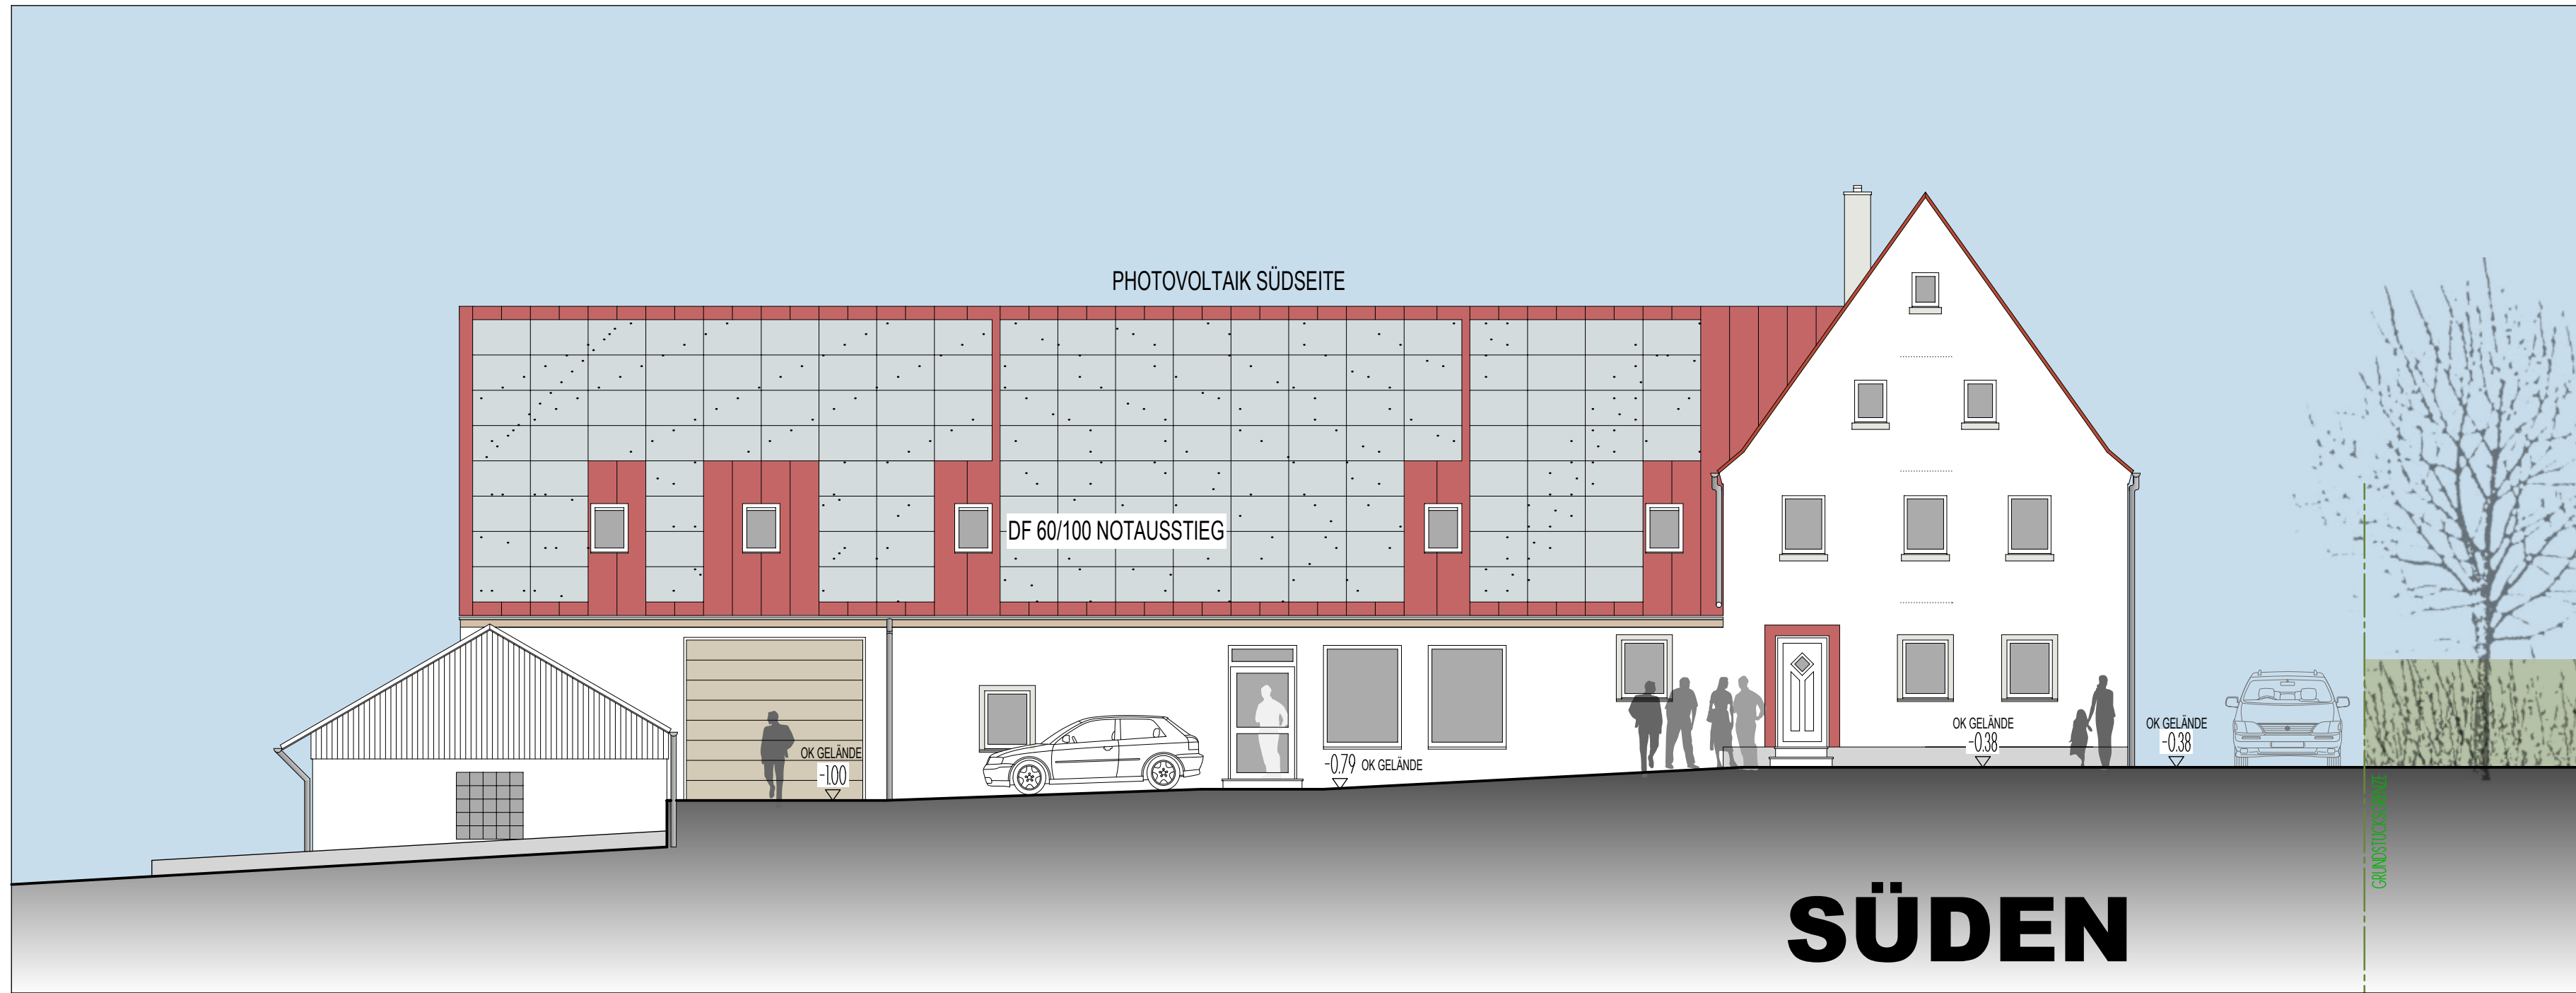 PHOTOVOLTAIK SÜDSEITE
DF 60/100 NOTAUSSTIEG
OK GELÄNDE
-1.00
-0.79 OK GELÄNDE
OK GELÄNDE
-0.38
OK GELÄNDE
-0.38
GRUNDSTÜCKSGRENZE
SÜDEN